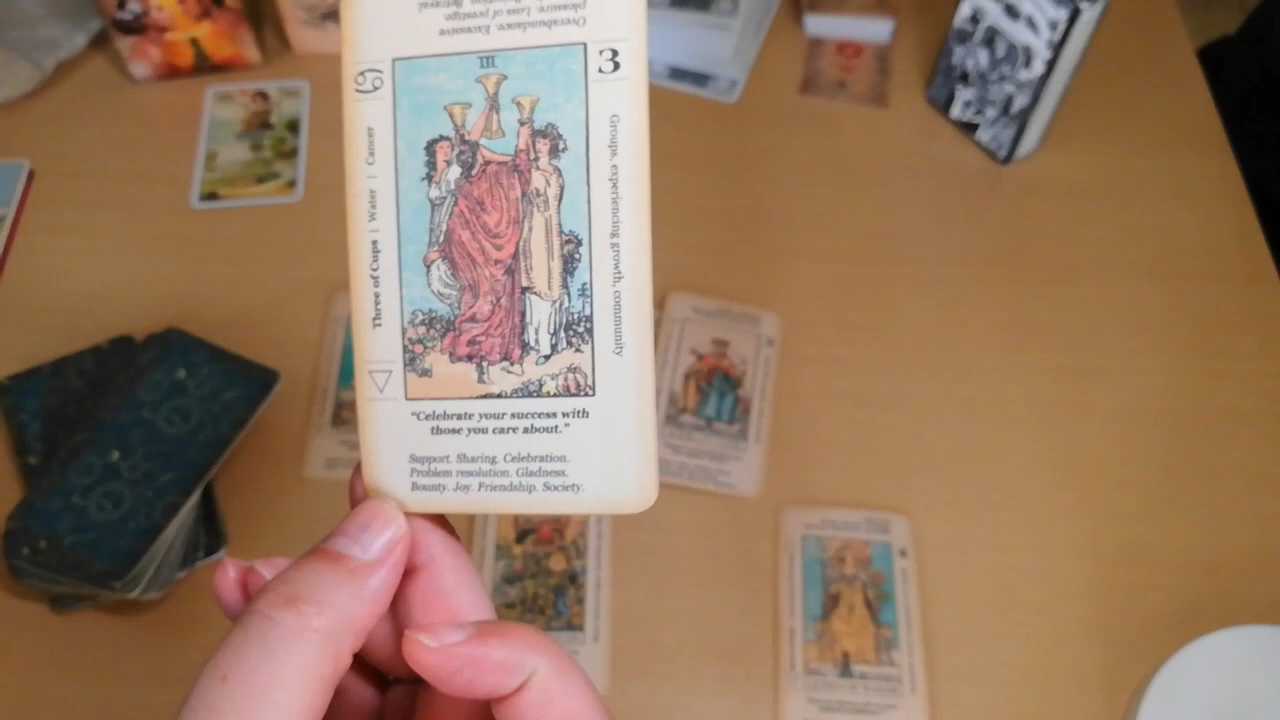 Overabundance. Excessive
pleasure. Loss of prestige.
Betrayal.
III
3
Three of Cups | Water | Cancer
Groups, experiencing growth, community
"Celebrate your success with
those you care about."
Support. Sharing. Celebration.
Problem resolution. Gladness.
Bounty. Joy. Friendship. Society.